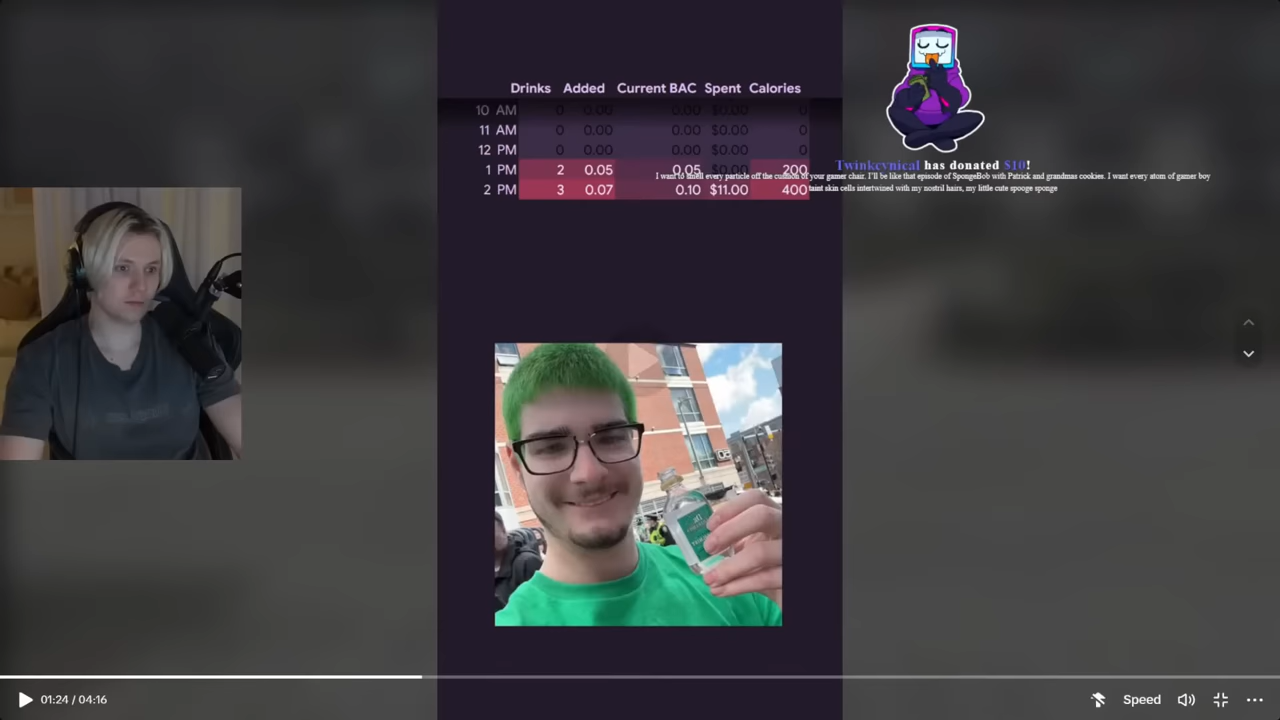 Drinks Added Current BAC Spent Calories
10 AM 0 0.00 0.00 $0.00 0
11 AM 0 0.00 0.00 $0.00 0
12 PM 0 0.00 0.00 $0.00 0
1 PM 2 0.05 0.05 $0.00 200
2 PM 3 0.07 0.10 $11.00 400
Twinkcynical has donated $10!
I want to smell every particle off the cushion of your gamer chair. I'll be like that episode of SpongeBob with Patrick and grandmas cookies. I want every atom of gamer boy
taint skin cells intertwined with my nostril hairs, my little cute spooge sponge
01:24 / 04:16
Speed